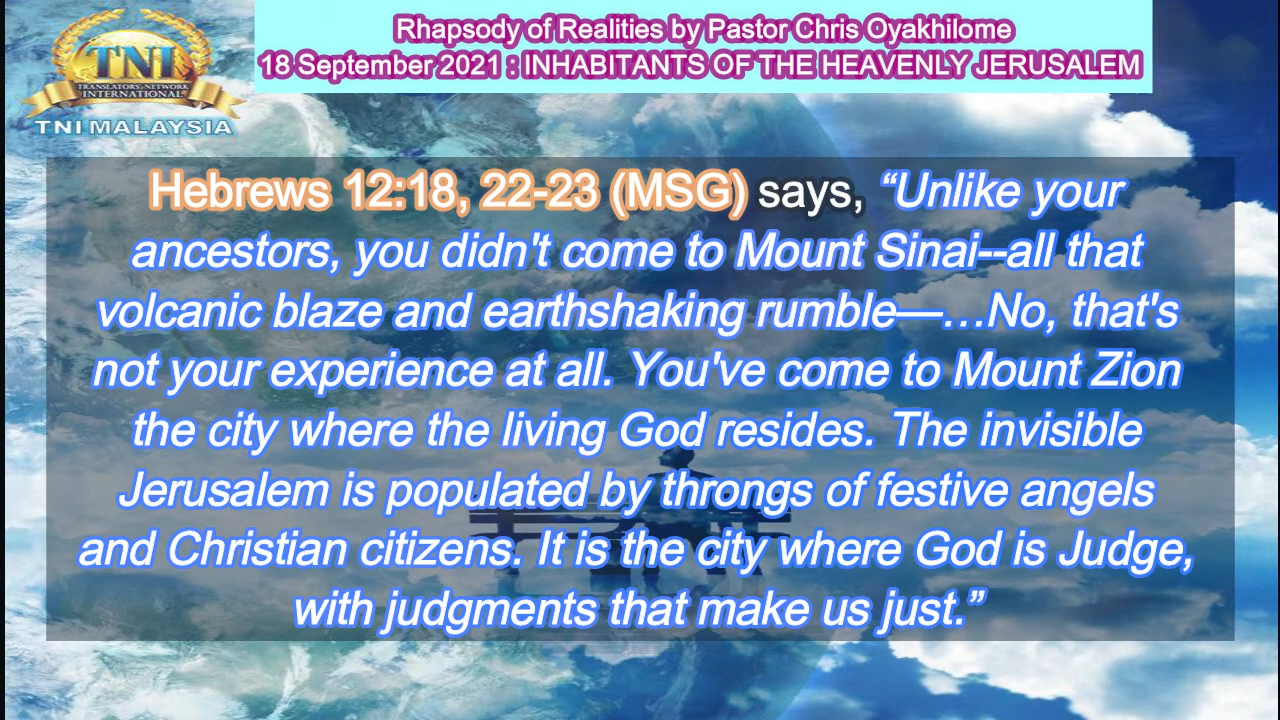 Rhapsody of Realities by Pastor Chris Oyakhilome
18 September 2021 : INHABITANTS OF THE HEAVENLY JERUSALEM
TNI
TRANSLATORS' NETWORK
INTERNATIONAL
TNI MALAYSIA
Hebrews 12:18, 22-23 (MSG) says, “Unlike your
ancestors, you didn't come to Mount Sinai--all that
volcanic blaze and earthshaking rumble—…No, that's
not your experience at all. You've come to Mount Zion
the city where the living God resides. The invisible
Jerusalem is populated by throngs of festive angels
and Christian citizens. It is the city where God is Judge,
with judgments that make us just.”